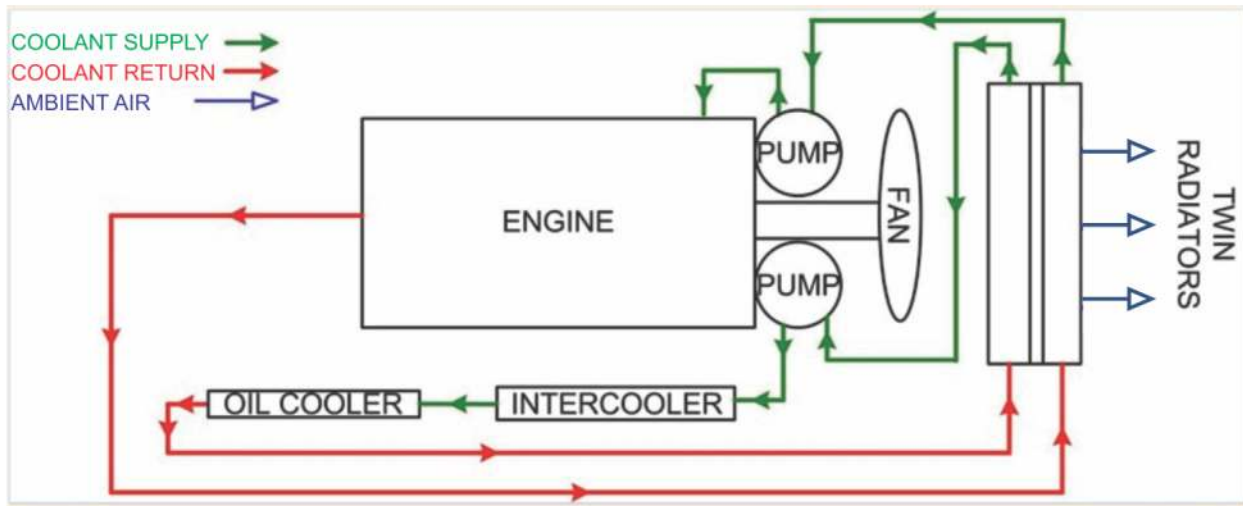 COOLANT SUPPLY
COOLANT RETURN
AMBIENT AIR
PUMP
ENGINE
FAN
PUMP
TWIN
RADIATORS
OIL COOLER
INTERCOOLER